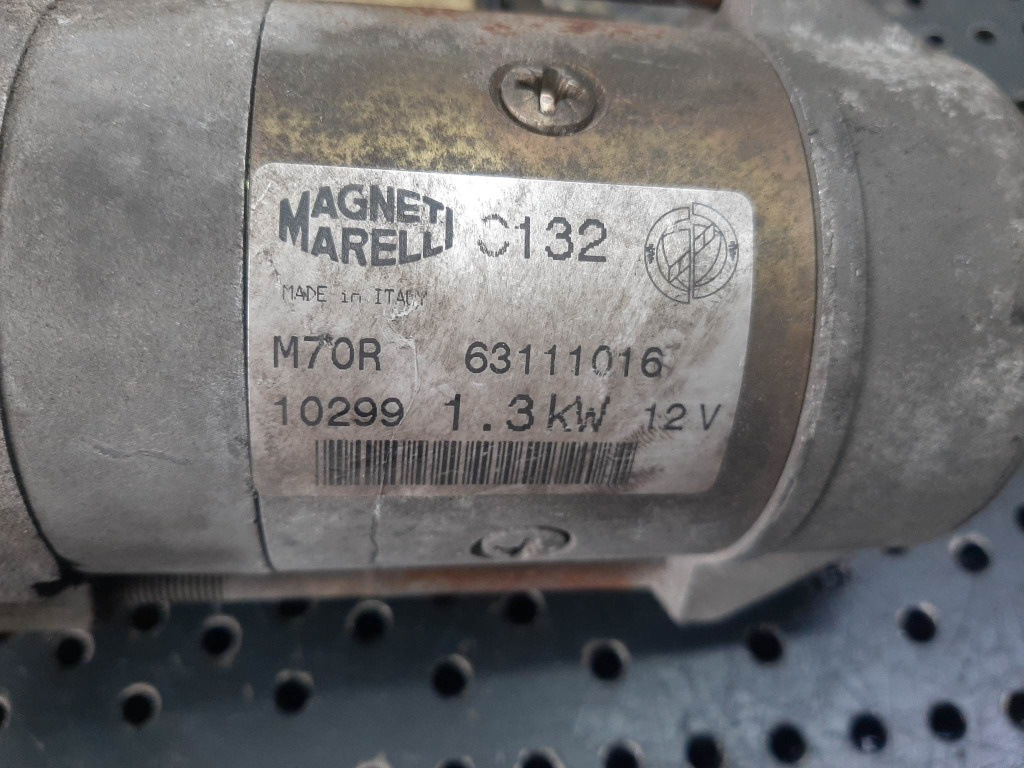 MAGNETI
MARELLI C132
MADE in ITALY
M70R 63111016
10299 1.3kW 12V